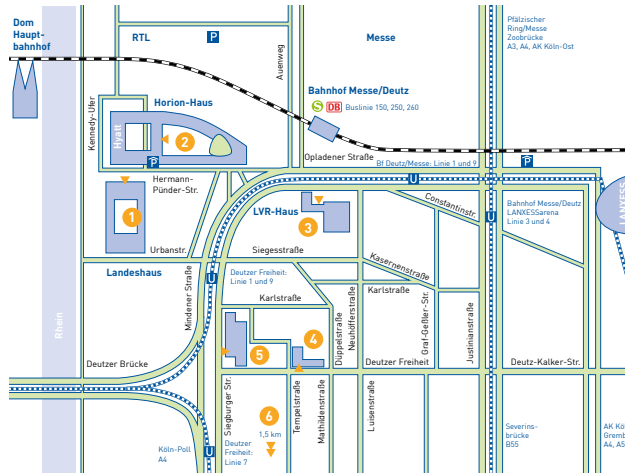 Dom
Haupt-
bahnhof
RTL
P
Messe
Pfälzischer
Ring/Messe
Zoobrücke
A3, A4, AK Köln-Ost
Auenweg
Bahnhof Messe/Deutz
S DB Buslinie 150, 250, 260
Kennedy-Ufer
Horion-Haus
Hyatt
2
P
Opladener Straße
Bf Deutz/Messe: Linie 1 und 9
P
U
Hermann-
Pünder-Str.
1
LVR-Haus
3
Constantinstr.
U
Bahnhof Messe/Deutz
LANXESSarena
Linie 3 und 4
LANXESS
Urbanstr.
Siegesstraße
Landeshaus
Mindener Straße
U
Deutzer Freiheit:
Linie 1 und 9
Kasernenstraße
Karlstraße
Karlstraße
Rhein
Düppelstraße
Neuhöfferstraße
Graf-Geßler-Str.
Justinianstraße
4
5
Deutzer Brücke
Deutzer Freiheit
Deutz-Kalker-Str.
Siegburger Str.
6
1,5 km
Deutzer
Freiheit:
Linie 7
Tempelstraße
Mathildenstraße
Luisenstraße
Köln-Poll
A4
U
Severins-
brücke
B55
AK Kö
Gremb
A4, A5